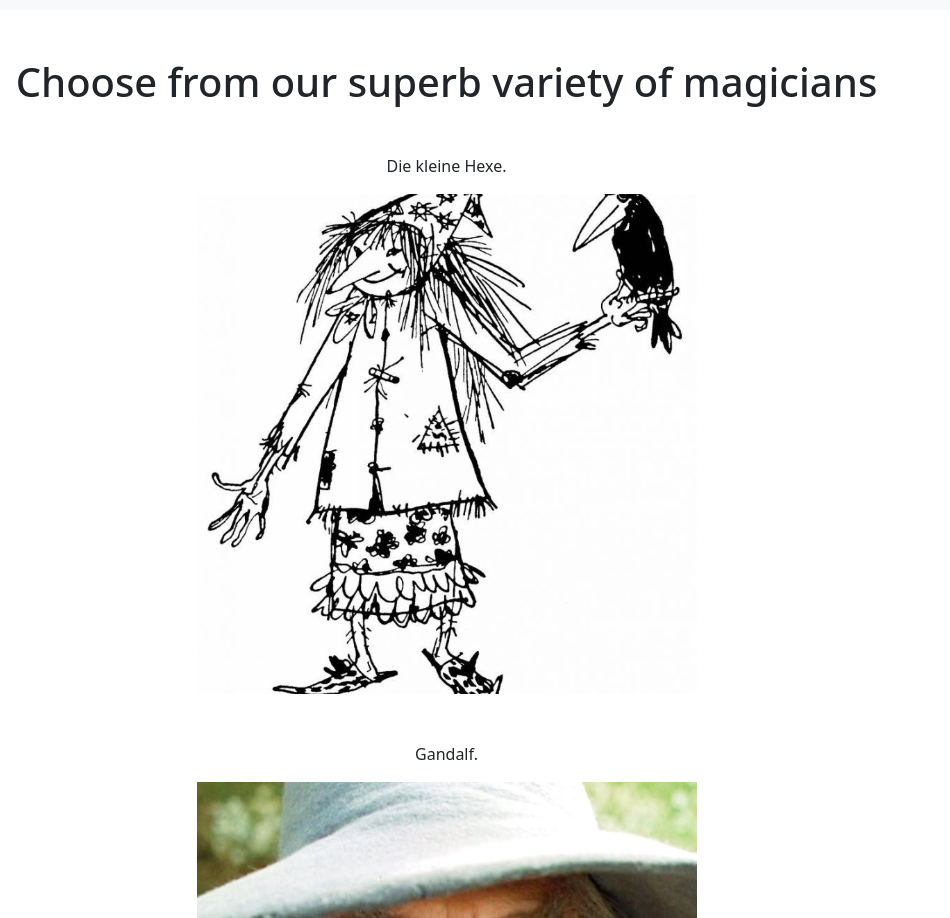 Choose from our superb variety of magicians
Die kleine Hexe.
Gandalf.